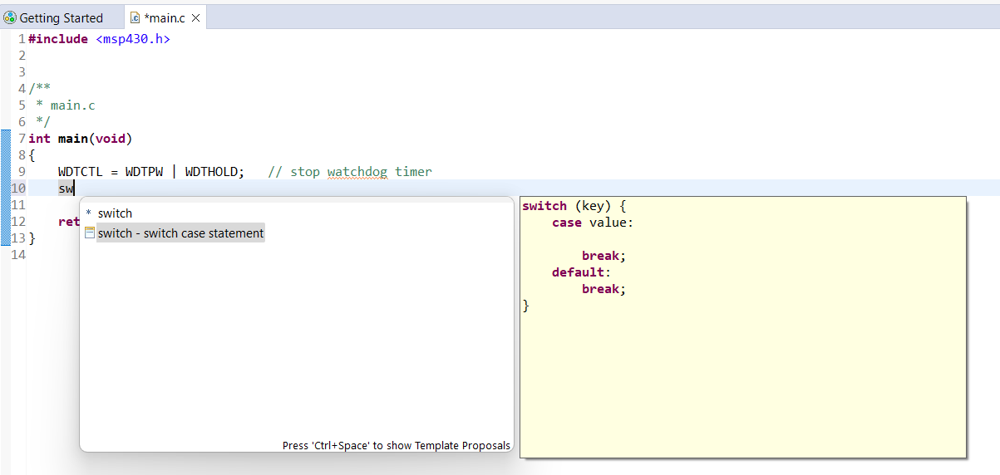 Getting Started *main.c
1 #include <msp430.h>
2
3
4 /**
5 * main.c
6 */
7 int main(void)
8 {
9 WDTCTL = WDTPW | WDTHOLD; // stop watchdog timer
10 sw
11
12 ret
13 }
14
* switch
switch - switch case statement
Press 'Ctrl+Space' to show Template Proposals
switch (key) {
case value:
break;
default:
break;
}